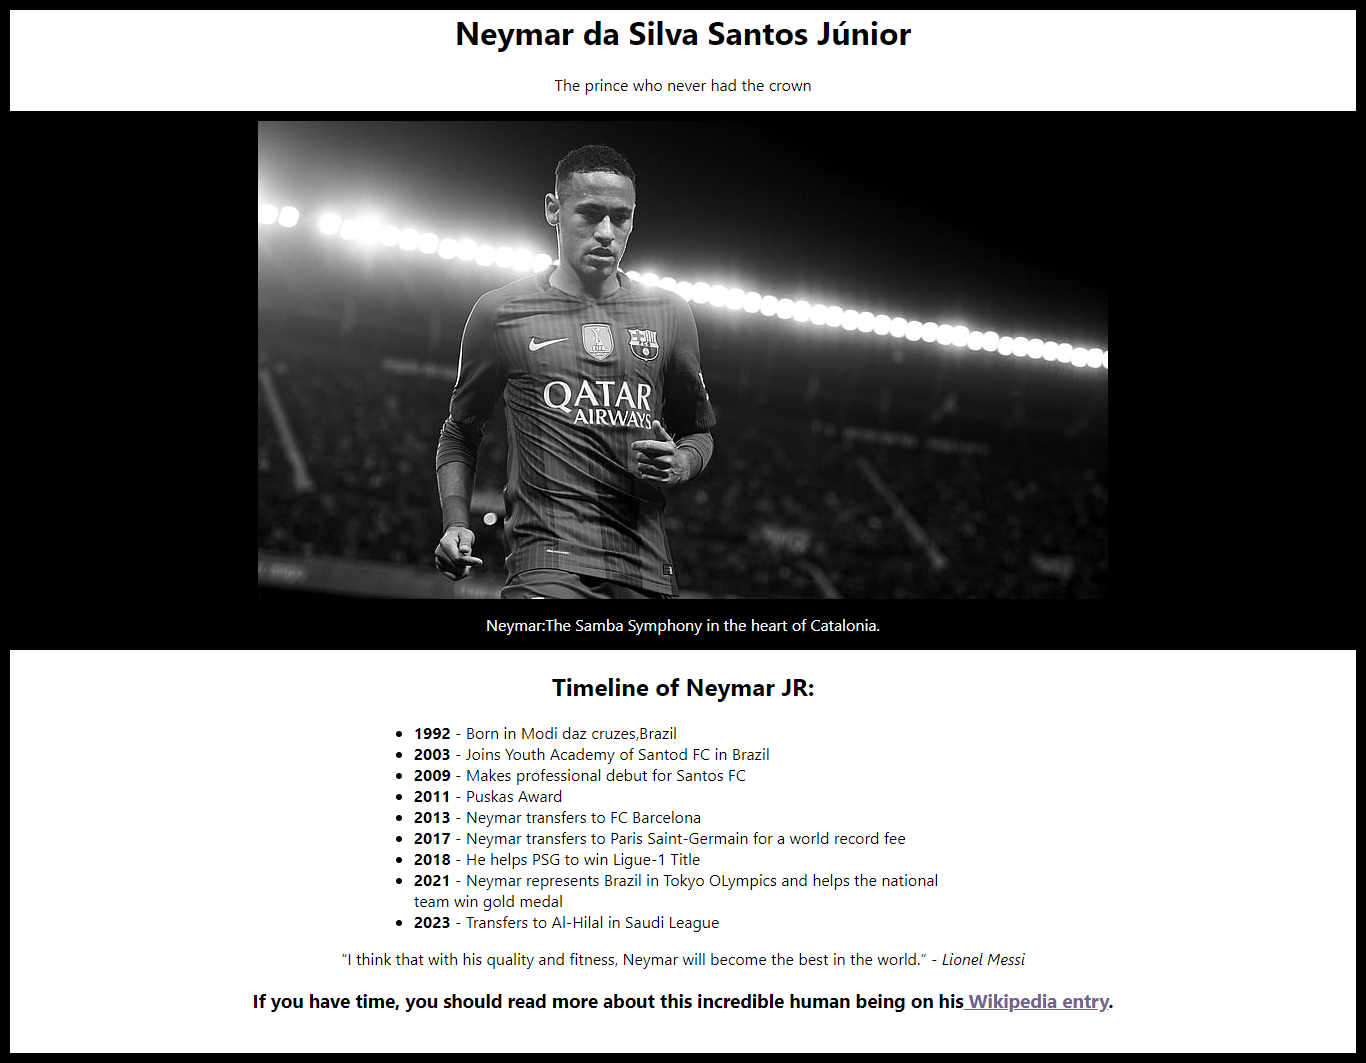 Neymar da Silva Santos Júnior
The prince who never had the crown
QATAR
AIRWAYS
Neymar:The Samba Symphony in the heart of Catalonia.
Timeline of Neymar JR:
1992 - Born in Modi daz cruzes,Brazil
2003 - Joins Youth Academy of Santod FC in Brazil
2009 - Makes professional debut for Santos FC
2011 - Puskas Award
2013 - Neymar transfers to FC Barcelona
2017 - Neymar transfers to Paris Saint-Germain for a world record fee
2018 - He helps PSG to win Ligue-1 Title
2021 - Neymar represents Brazil in Tokyo OLympics and helps the national
team win gold medal
2023 - Transfers to Al-Hilal in Saudi League
“I think that with his quality and fitness, Neymar will become the best in the world.” - Lionel Messi
If you have time, you should read more about this incredible human being on his Wikipedia entry.